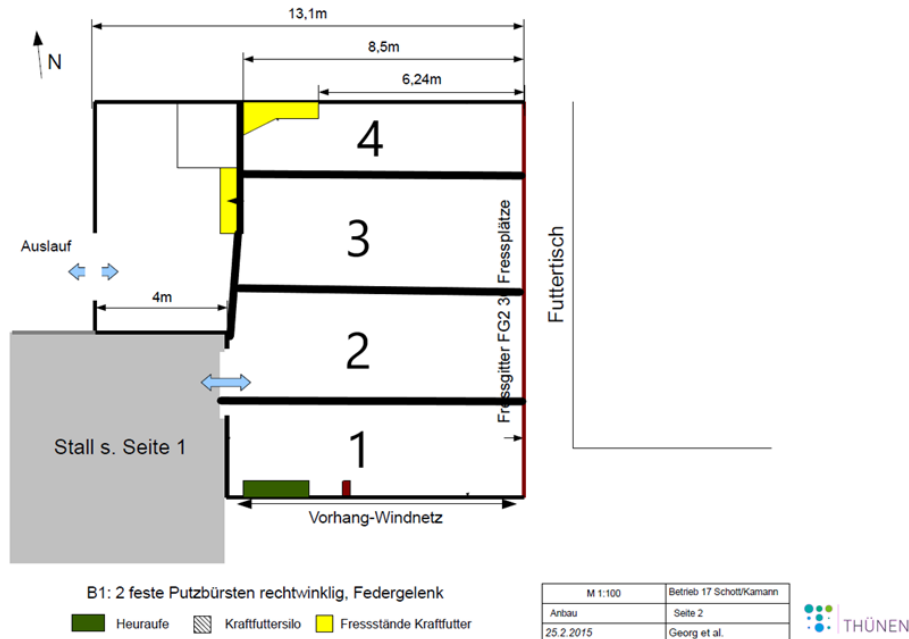 13,1m
8,5m
N
6,24m
4
3
Auslauf
4m
Fressgitter FG2 3 Fressplätze
Futtertisch
2
1
Stall s. Seite 1
Vorhang-Windnetz
B1: 2 feste Putzbürsten rechtwinklig, Federgelenk
Heuraufe Kraftfuttersilo Fressstände Kraftfutter
M 1:100 Betrieb 17 Schott/Kamann
Anbau Seite 2
25.2.2015 Georg et al.
THÜNEN